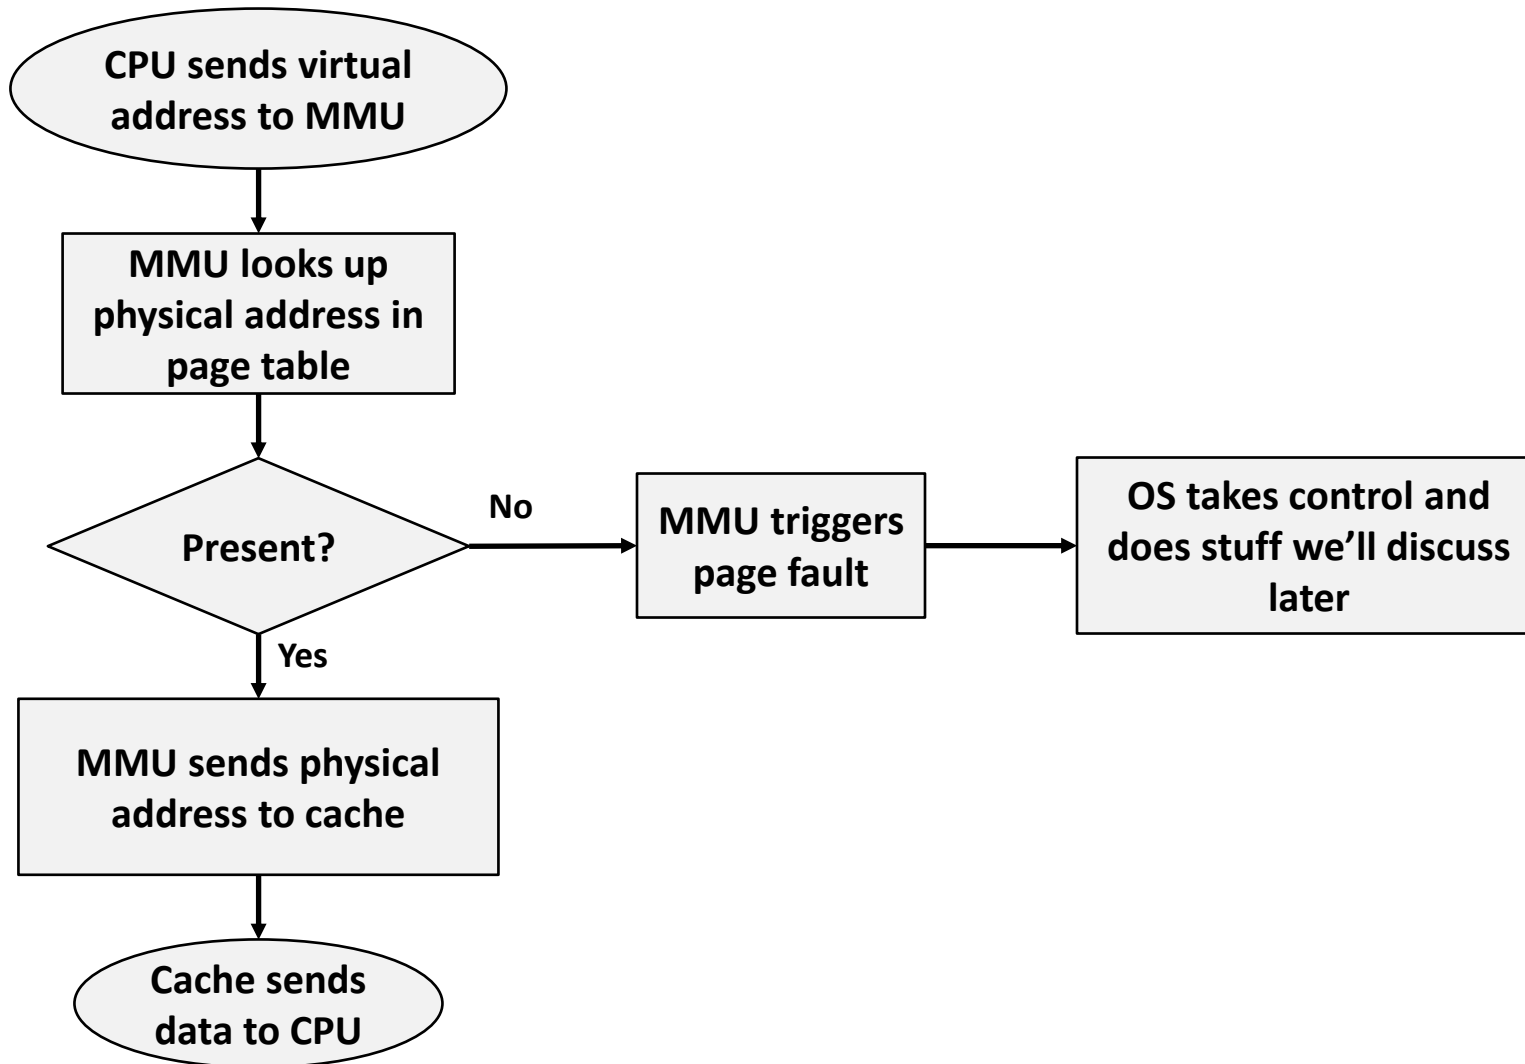 CPU sends virtual
address to MMU
MMU looks up
physical address in
page table
Present?
No
MMU triggers
page fault
OS takes control and
does stuff we’ll discuss
later
Yes
MMU sends physical
address to cache
Cache sends
data to CPU